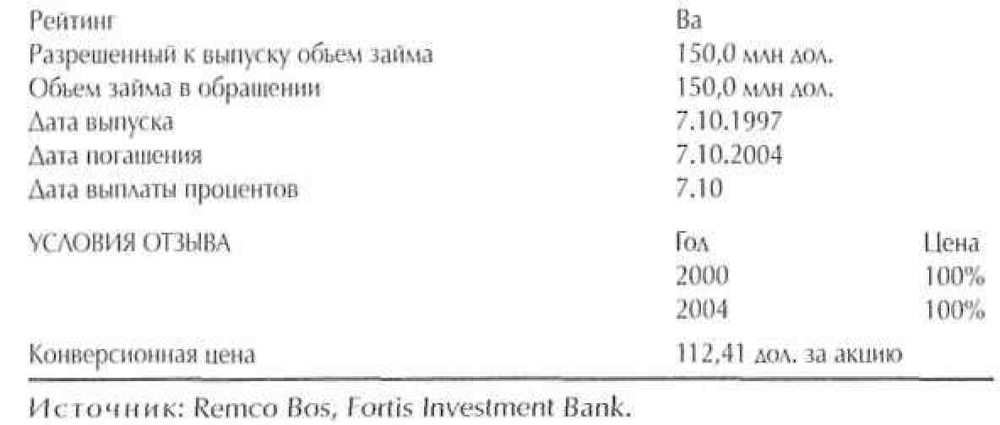 Рейтинг Ва
Разрешенный к выпуску объем займа 150,0 млн дол.
Объем займа в обращении 150,0 млн дол.
Дата выпуска 7.10.1997
Дата погашения 7.10.2004
Дата выплаты процентов 7.10
УСЛОВИЯ ОТЗЫВА Год Цена
2000 100%
2004 100%
Конверсионная цена 112,41 дол. за акцию
Источник: Remco Bos, Fortis Investment Bank.